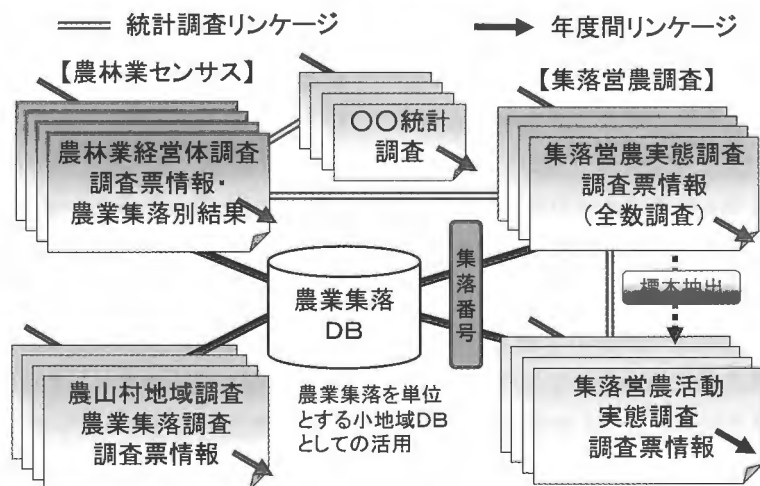 統計調査リンケージ
年度間リンケージ
【農林業センサス】
【集落営農調査】
〇〇統計
調査
農林業経営体調査
調査票情報・
農業集落別結果
集落営農実態調査
調査票情報
(全数調査)
農業集落
DB
集落番号
標本抽出
農山村地域調査
農業集落調査
調査票情報
農業集落を単位
とする小地域DB
としての活用
集落営農活動
実態調査
調査票情報